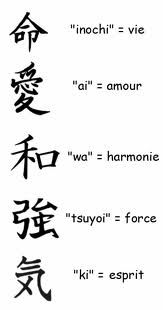 命 "inochi" = vie
愛 "ai" = amour
和 "wa" = harmonie
強 "tsuyoi" = force
気 "ki" = esprit